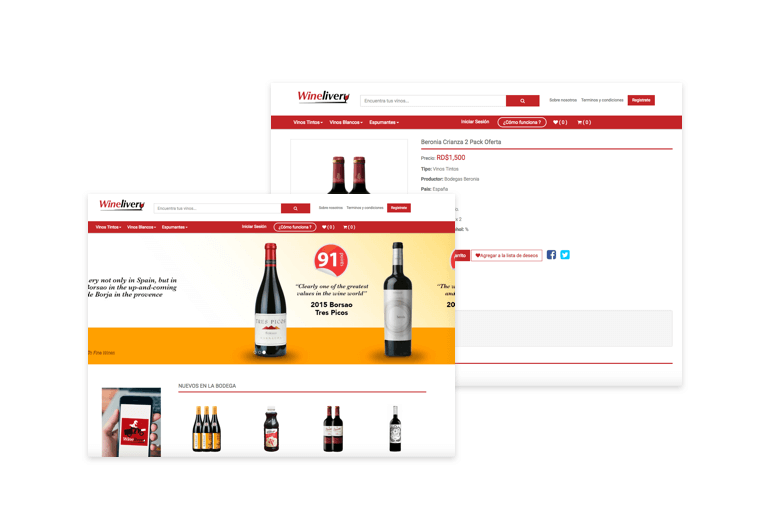 Winelivery
Encuentra tus vinos...
Sobre nosotros Terminos y condiciones Registrate
Vinos Tintos Vinos Blancos Espumantes Iniciar Sesión ¿Cómo funciona ? ( 0 ) ( 0 )
Beronia Crianza 2 Pack Oferta
Precio: RD$1,500
Tipo: Vinos Tintos
Productor: Bodegas Beronia
País: España
2
%
Agregar a la lista de deseos
Winelivery
Encuentra tus vinos...
Sobre nosotros Terminos y condiciones Registrate
Vinos Tintos Vinos Blancos Espumantes Iniciar Sesión ¿Cómo funciona ? ( 0 ) ( 0 )
ery not only in Spain, but in
Borsao in the up-and-coming
de Borja in the provence
91
“Clearly one of the greatest
values in the wine world”
2015 Borsao
Tres Picos
TRES PICOS
“The w
and
20
Fine Wines
NUEVOS EN LA BODEGA